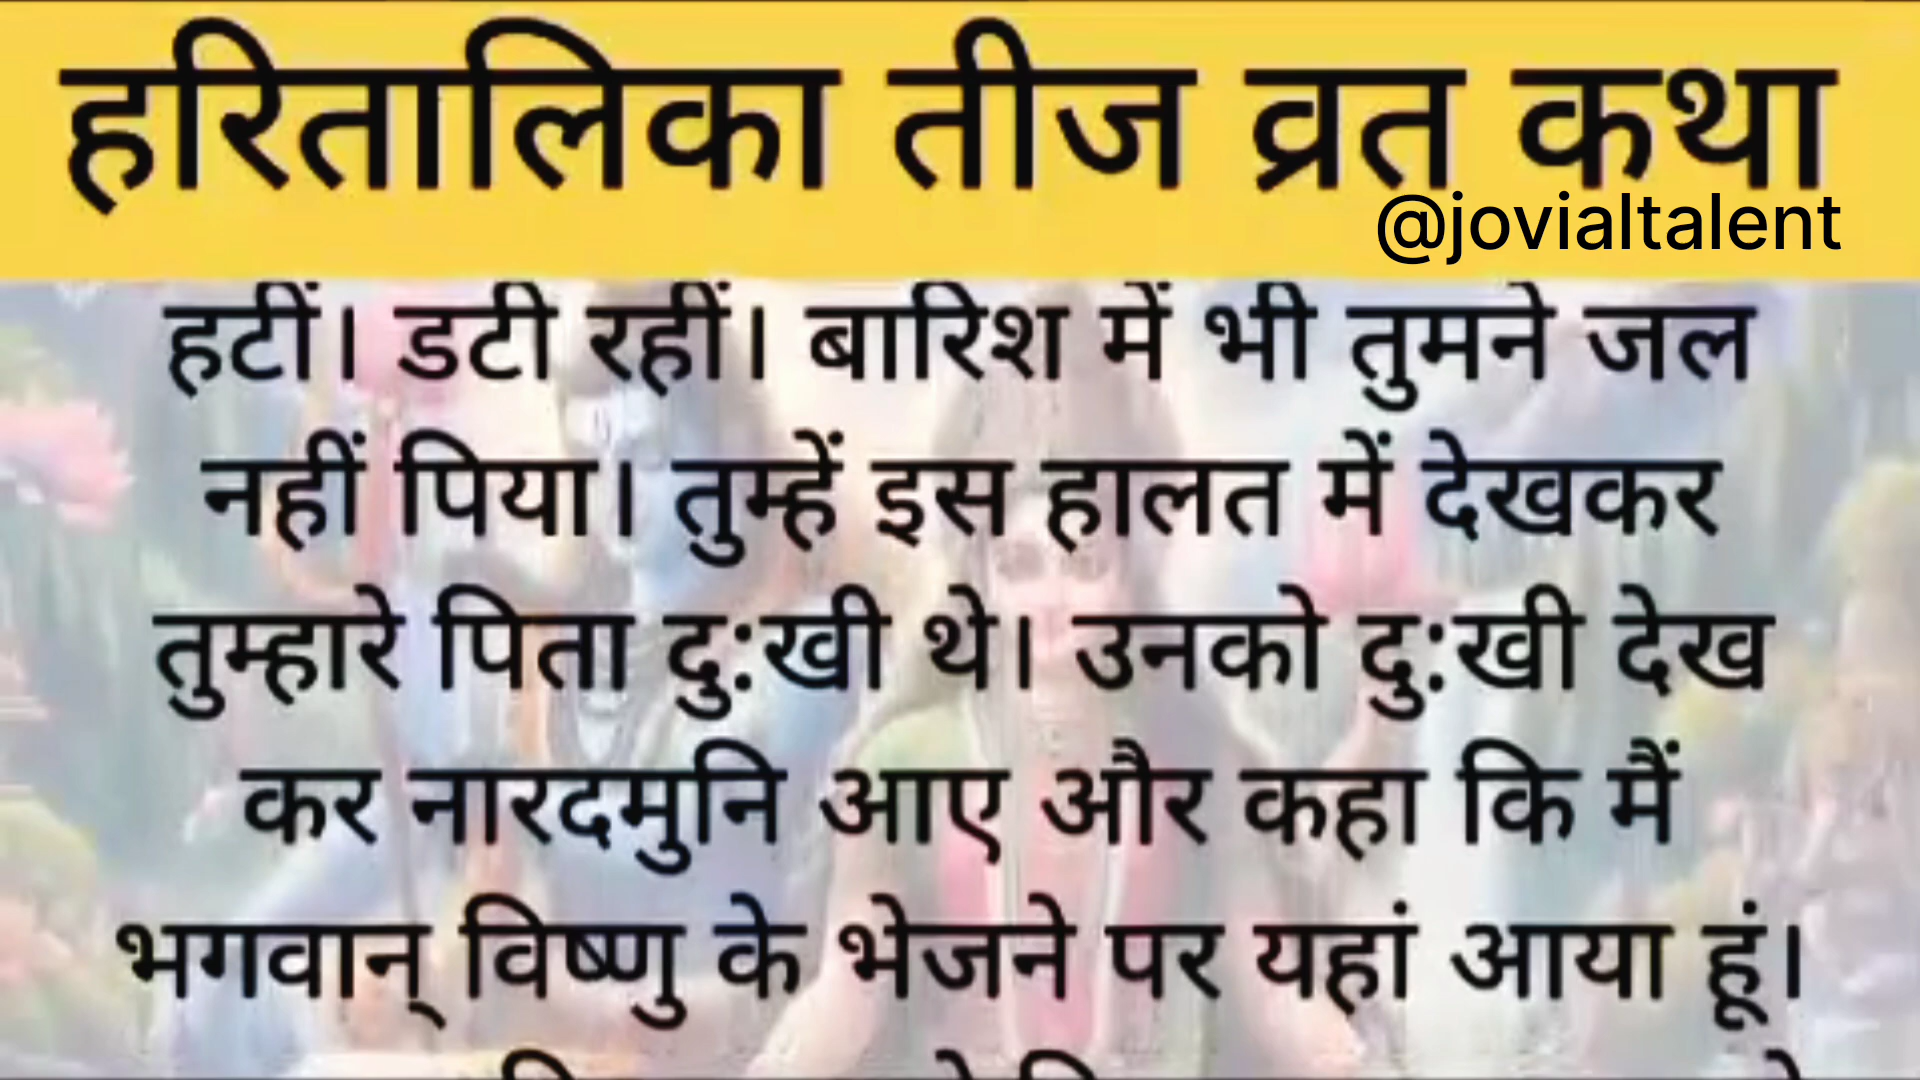 हरितालिका तीज व्रत कथा
@jovialtalent
हटीं। डटी रहीं। बारिश में भी तुमने जल
नहीं पिया। तुम्हें इस हालत में देखकर
तुम्हारे पिता दु:खी थे। उनको दु:खी देख
कर नारदमुनि आए और कहा कि मैं
भगवान् विष्णु के भेजने पर यहां आया हूं।